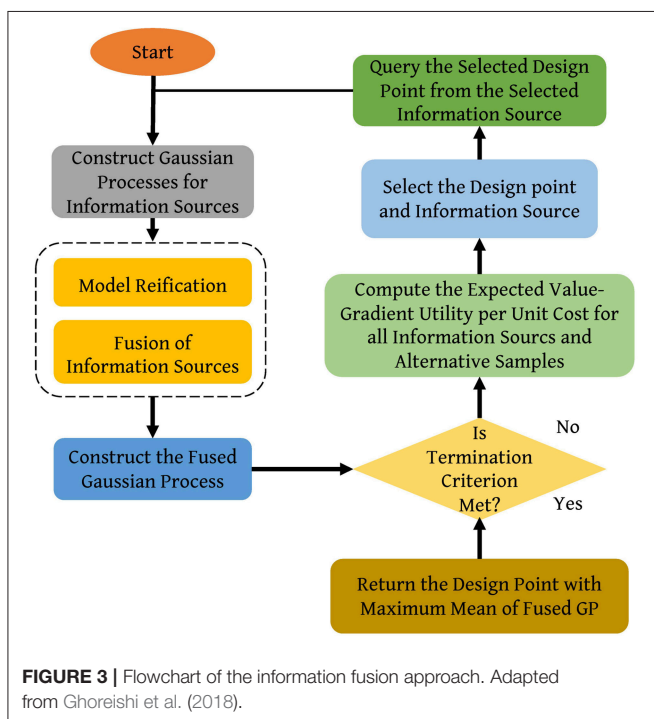 Start
Construct Gaussian
Processes for
Information Sources
Model Reification
Fusion of
Information Sources
Construct the Fused
Gaussian Process
Is
Termination
Criterion
Met?
No
Yes
Return the Design Point with
Maximum Mean of Fused GP
Compute the Expected Value-
Gradient Utility per Unit Cost for
all Information Sourcs and
Alternative Samples
Select the Design point
and Information Source
Query the Selected Design
Point from the Selected
Information Source
FIGURE 3 | Flowchart of the information fusion approach. Adapted
from Ghoreishi et al. (2018).